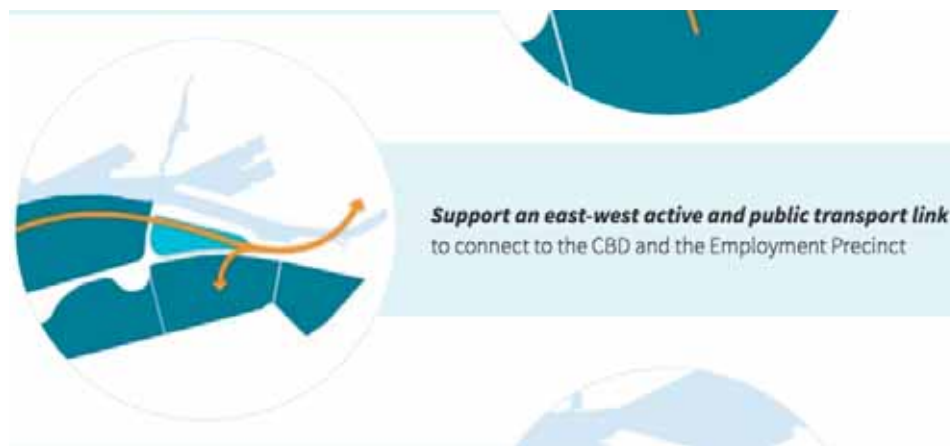 Support an east-west active and public transport link
to connect to the CBD and the Employment Precinct